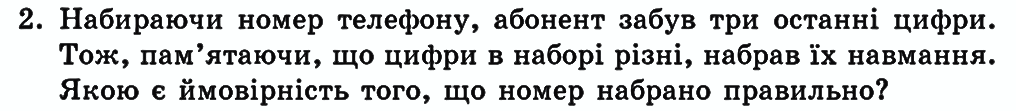 2. Набираючи номер телефону, абонент забув три останні цифри.
Тож, пам’ятаючи, що цифри в наборі різні, набрав їх навмання.
Якою є ймовірність того, що номер набрано правильно?